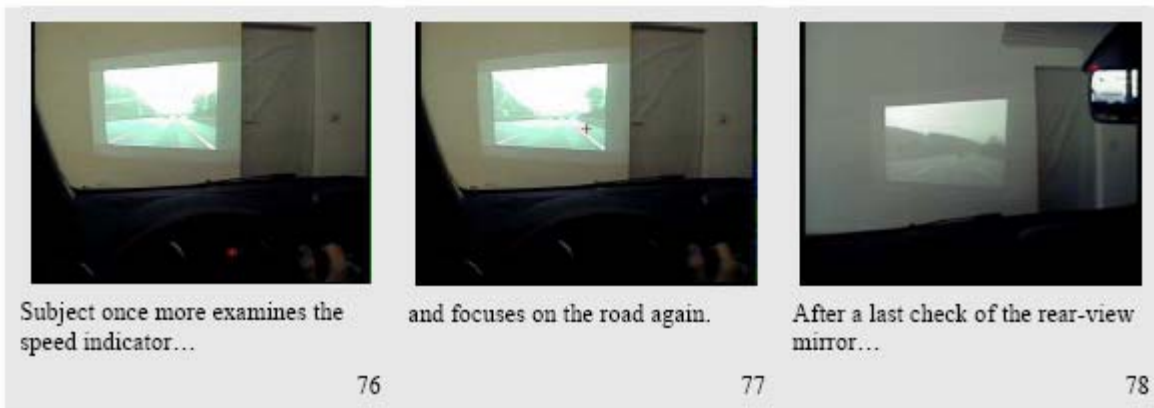 Subject once more examines the
speed indicator…
76
and focuses on the road again.
77
After a last check of the rear-view
mirror…
78